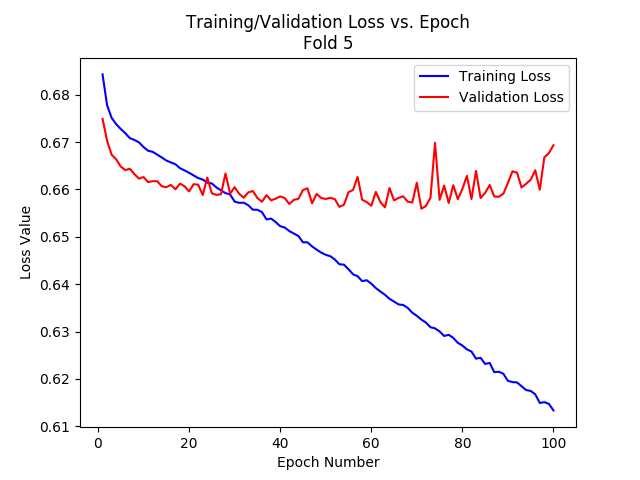 Training/Validation Loss vs. Epoch
Fold 5
Training Loss
Validation Loss
0.68
0.67
0.66
0.65
0.64
0.63
0.62
0.61
Loss Value
0
20
40
60
80
100
Epoch Number